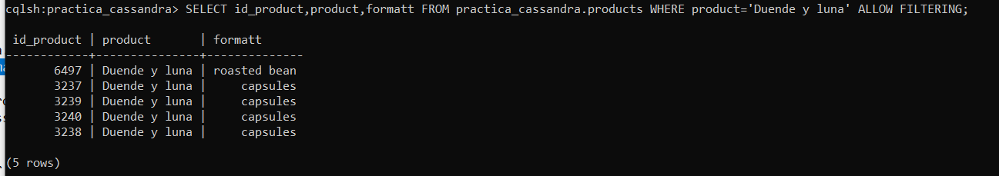 cqlsh:practica_cassandra> SELECT id_product,product,formatt FROM practica_cassandra.products WHERE product='Duende y luna' ALLOW FILTERING;
id_product | product | formatt
------------+---------------+--------------
6497 | Duende y luna | roasted bean
3237 | Duende y luna | capsules
3239 | Duende y luna | capsules
3240 | Duende y luna | capsules
3238 | Duende y luna | capsules
(5 rows)